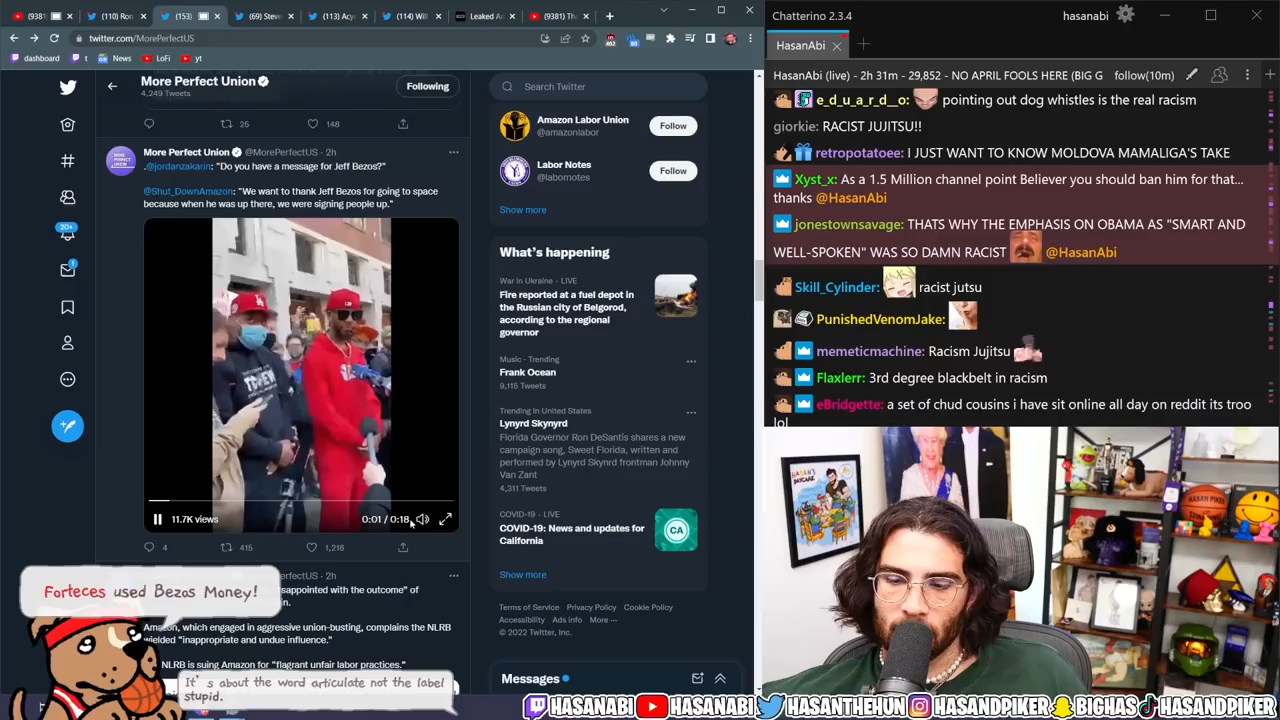 (9381)
(110) Ron
(153)
(69) Steve
(113) Acy
(114) Will
Leaked A
(9381) Th
twitter.com/MorePerfectUS
dashboard
t
News
LoFi
yt
More Perfect Union
4,249 Tweets
Following
25
148
More Perfect Union @MorePerfectUS · 2h
.@jordanzakarin: "Do you have a message for Jeff Bezos?"
@Shut_DownAmazon: "We want to thank Jeff Bezos for going to space
because when he was up there, we were signing people up."
11.7K views
0:01 / 0:18
4
415
1,216
erfectUS · 2h
sappointed with the outcome" of
n.
Amazon, which engaged in aggressive union-busting, complains the NLRB
wielded "inappropriate and undue influence."
NLRB is suing Amazon for "flagrant unfair labor practices."
Forteces used Bezos Money!
It's about the word articulate not the label
stupid.
Search Twitter
Amazon Labor Union
@amazonlabor
Follow
Labor Notes
@labornotes
Follow
Show more
What's happening
War in Ukraine · LIVE
Fire reported at a fuel depot in
the Russian city of Belgorod,
according to the regional
governor
Music · Trending
Frank Ocean
9,115 Tweets
Trending in United States
Lynyrd Skynyrd
Florida Governor Ron DeSantis shares a new
campaign song, Sweet Florida, written and
performed by Lynyrd Skynrd frontman Johnny
Van Zant
4,311 Tweets
COVID-19 · LIVE
COVID-19: News and updates for
California
CA
Show more
Terms of Service Privacy Policy Cookie Policy
Accessibility Ads info More ···
© 2022 Twitter, Inc.
Messages
Chatterino 2.3.4
hasanabi
HasanAbi
HasanAbi (live) - 2h 31m - 29,852 - NO APRIL FOOLS HERE (BIG G
follow(10m)
e_d_u_a_r_d__o: pointing out dog whistles is the real racism
giorkie: RACIST JUJITSU!!
retropotatoee: I JUST WANT TO KNOW MOLDOVA MAMALIGA'S TAKE
Xyst_x: As a 1.5 Million channel point Believer you should ban him for that...
thanks @HasanAbi
jonestownsavage: THATS WHY THE EMPHASIS ON OBAMA AS "SMART AND
WELL-SPOKEN" WAS SO DAMN RACIST @HasanAbi
Skill_Cylinder: racist jutsu
PunishedVenomJake:
memeticmachine: Racism Jujitsu
Flaxlerr: 3rd degree blackbelt in racism
eBridgette: a set of chud cousins i have sit online all day on reddit its troo
lol
HASAN'S
DAYCARE
HASAN PIKER
HASANABI
HASANABI
HASANTHEHUN
HASANDPIKER
BIGHAS
HASANDPIKER